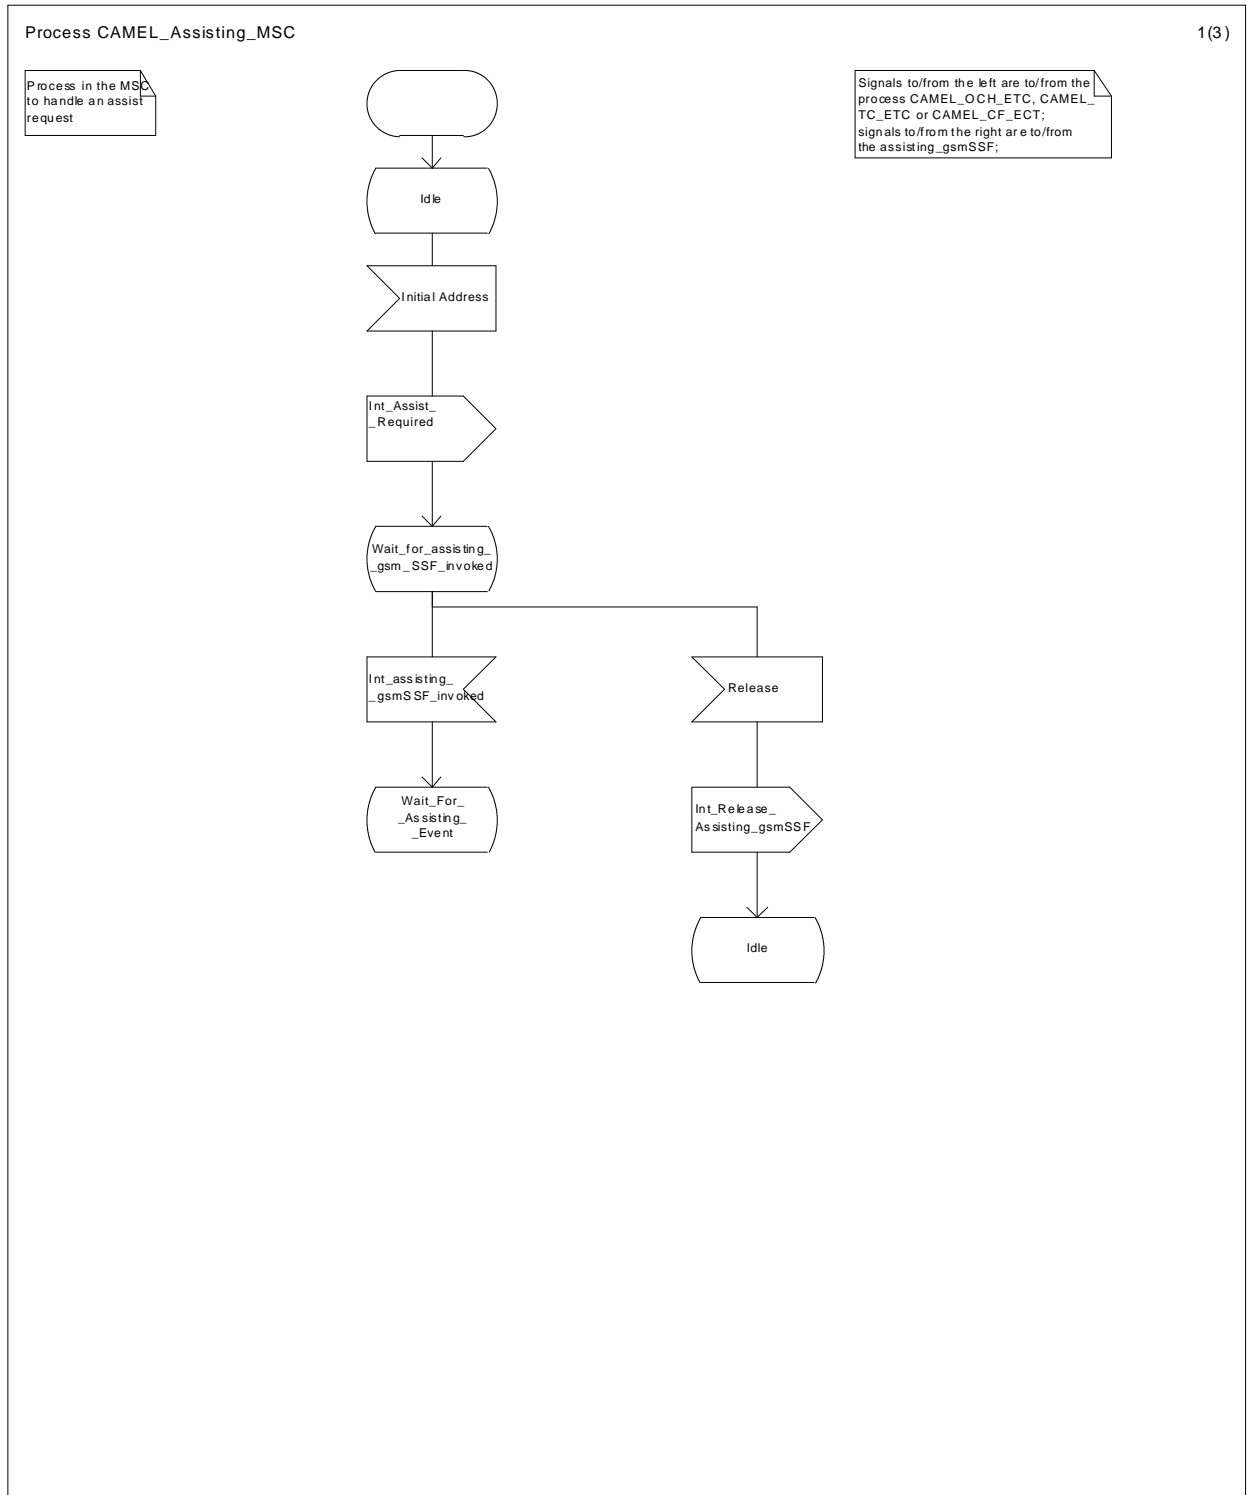 Process CAMEL_Assisting_MSC
1(3)
Process in the MSC
to handle an assist
request
Signals to/from the left are to/from the
process CAMEL_OCH_ETC, CAMEL_
TC_ETC or CAMEL_CF_ECT;
signals to/from the right are to/from
the assisting_gsmSSF;
Idle
Initial Address
Int_Assist_
_Required
Wait_for_assisting_
_gsm_SSF_invoked
Int_assisting_
_gsmSSF_invoked
Release
Wait_For_
_Assisting_
_Event
Int_Release_
Assisting_gsmSSF
Idle